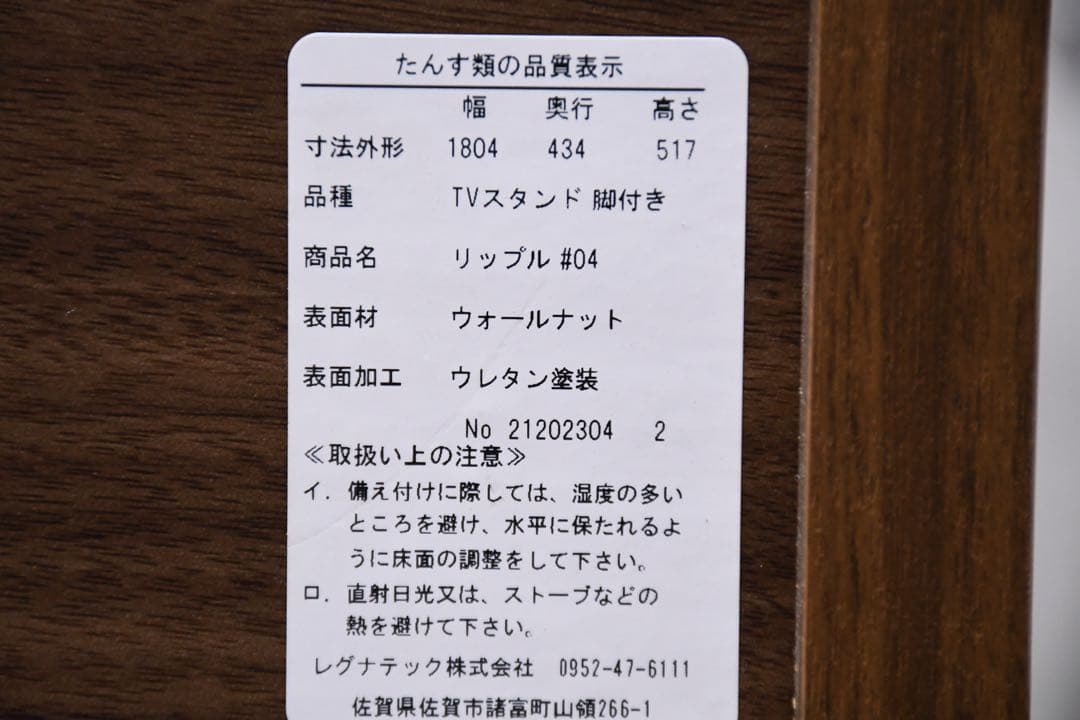 たんす類の品質表示
幅 奥行 高さ
寸法外形 1804 434 517
品種 TVスタンド 脚付き
商品名 リップル #04
表面材 ウォールナット
表面加工 ウレタン塗装
No 21202304 2
≪取扱い上の注意≫
イ. 備え付けに際しては、湿度の多い
ところを避け、水平に保たれるよ
うに床面の調整をして下さい。
ロ. 直射日光又は、ストーブなどの
熱を避けて下さい。
レグナテック株式会社 0952-47-6111
佐賀県佐賀市諸富町山領266-1